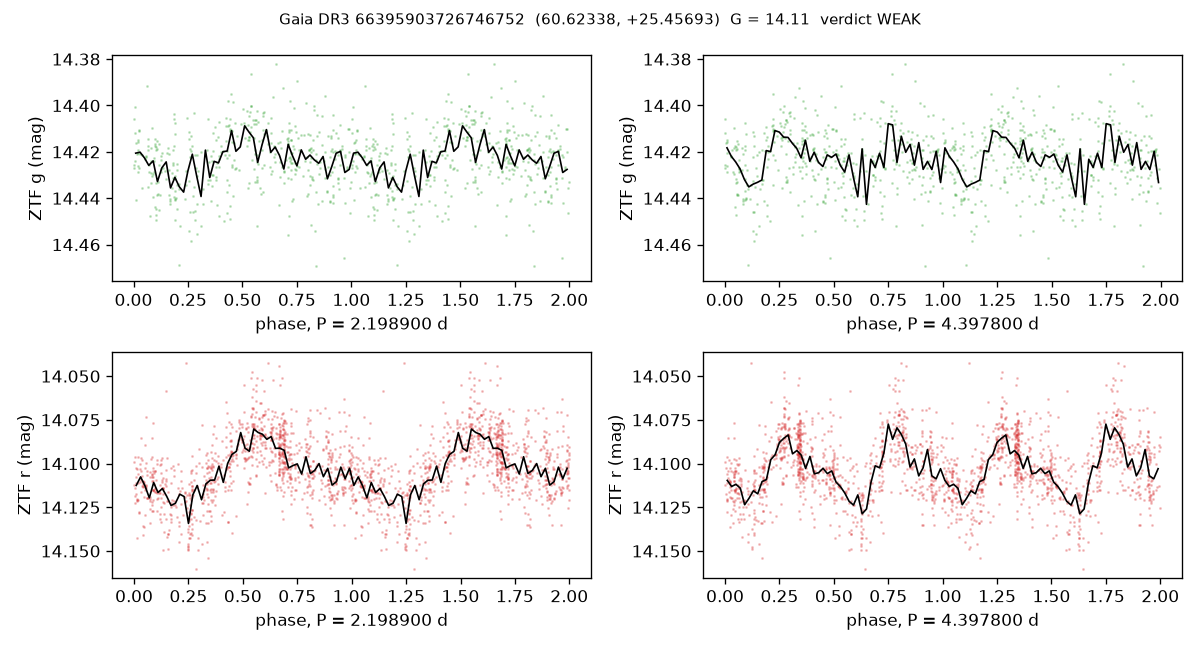 Gaia DR3 66395903726746752 (60.62338, +25.45693) G = 14.11 verdict WEAK
ZTF g (mag)
14.38
14.40
14.42
14.44
14.46
0.00 0.25 0.50 0.75 1.00 1.25 1.50 1.75 2.00
phase, P = 2.198900 d
ZTF g (mag)
14.38
14.40
14.42
14.44
14.46
0.00 0.25 0.50 0.75 1.00 1.25 1.50 1.75 2.00
phase, P = 4.397800 d
ZTF r (mag)
14.050
14.075
14.100
14.125
14.150
0.00 0.25 0.50 0.75 1.00 1.25 1.50 1.75 2.00
phase, P = 2.198900 d
ZTF r (mag)
14.050
14.075
14.100
14.125
14.150
0.00 0.25 0.50 0.75 1.00 1.25 1.50 1.75 2.00
phase, P = 4.397800 d